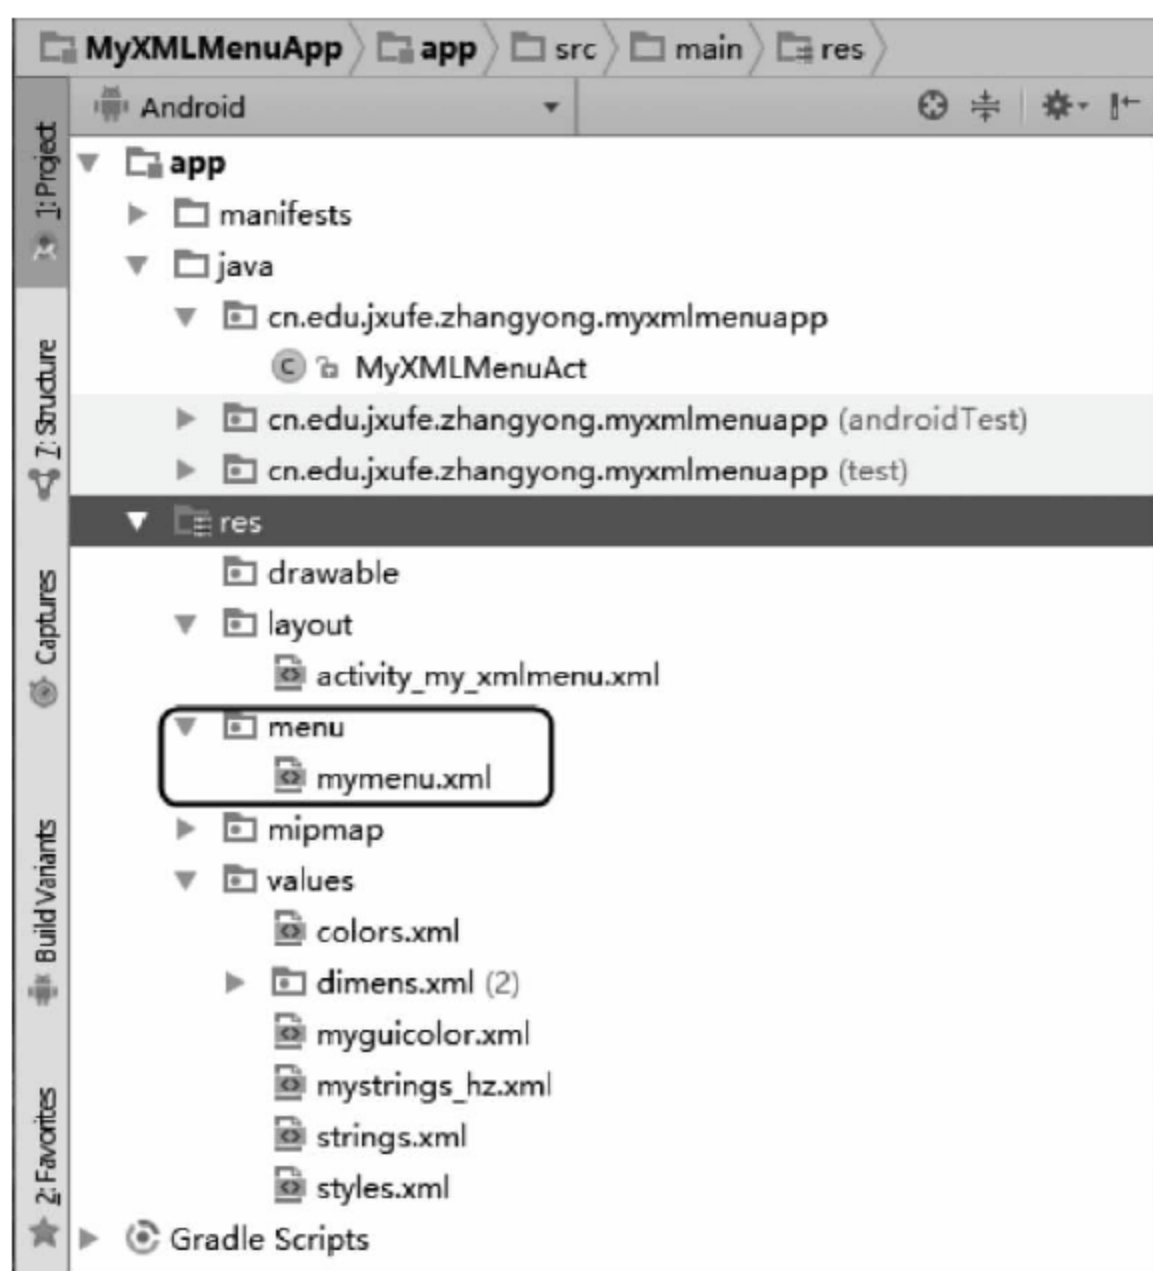 MyXMLMenuApp app src main res
Android
1: Project
7: Structure
Captures
Build Variants
2: Favorites
app
manifests
java
cn.edu.jxufe.zhangyong.myxmlmenuapp
MyXMLMenuAct
cn.edu.jxufe.zhangyong.myxmlmenuapp (androidTest)
cn.edu.jxufe.zhangyong.myxmlmenuapp (test)
res
drawable
layout
activity_my_xmlmenu.xml
menu
mymenu.xml
mipmap
values
colors.xml
dimens.xml (2)
myguicolor.xml
mystrings_hz.xml
strings.xml
styles.xml
Gradle Scripts